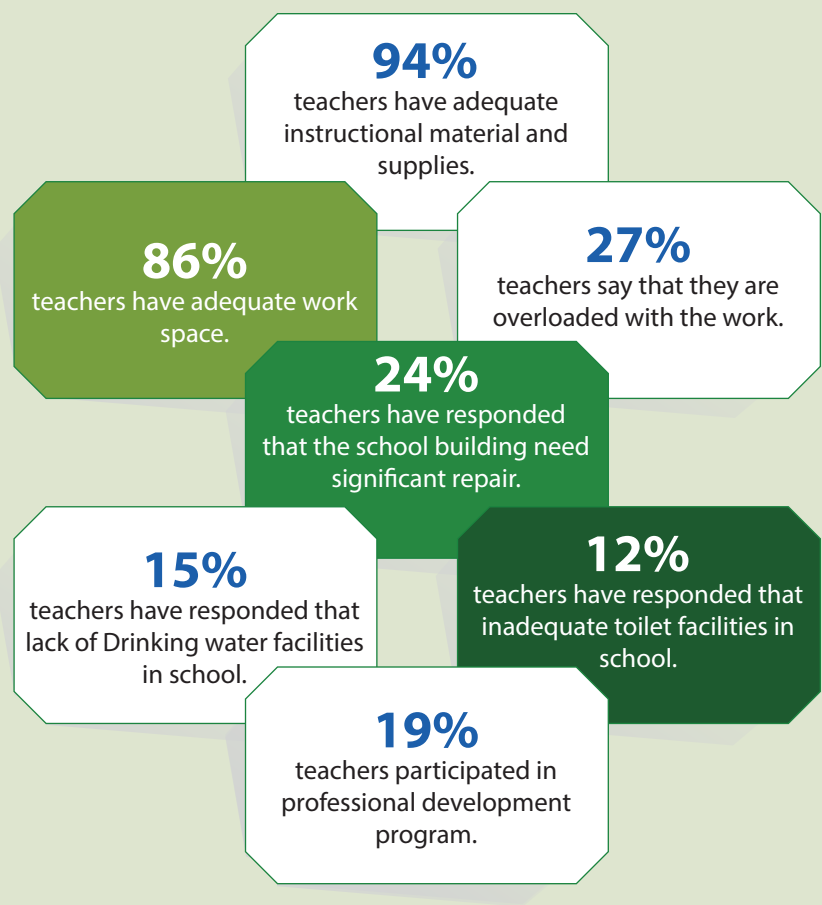 94%
teachers have adequate
instructional material and
supplies.
86%
teachers have adequate work
space.
27%
teachers say that they are
overloaded with the work.
24%
teachers have responded
that the school building need
significant repair.
15%
teachers have responded that
lack of Drinking water facilities
in school.
12%
teachers have responded that
inadequate toilet facilities in
school.
19%
teachers participated in
professional development
program.